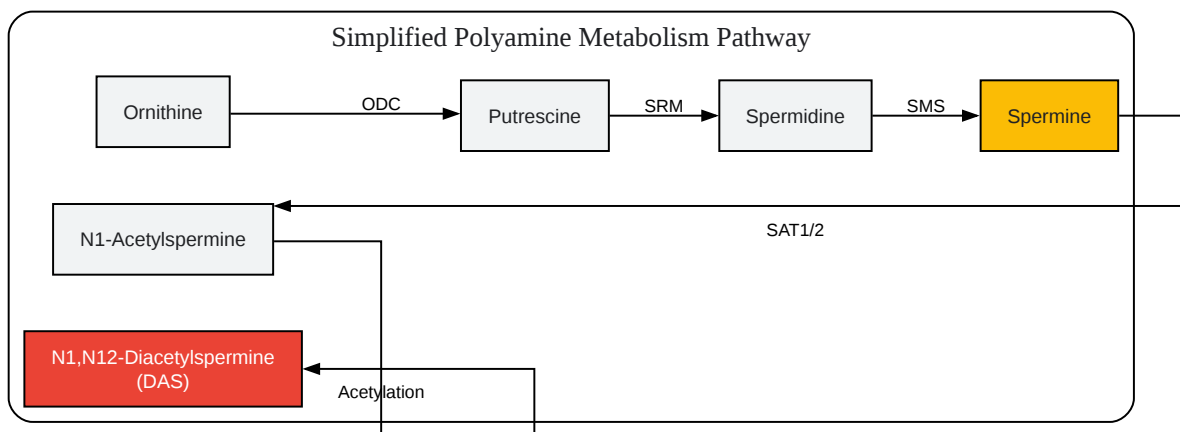 Simplified Polyamine Metabolism Pathway
Ornithine
ODC
Putrescine
SRM
Spermidine
SMS
Spermine
N1-Acetylspermine
SAT1/2
N1,N12-Diacetylspermine
(DAS)
Acetylation